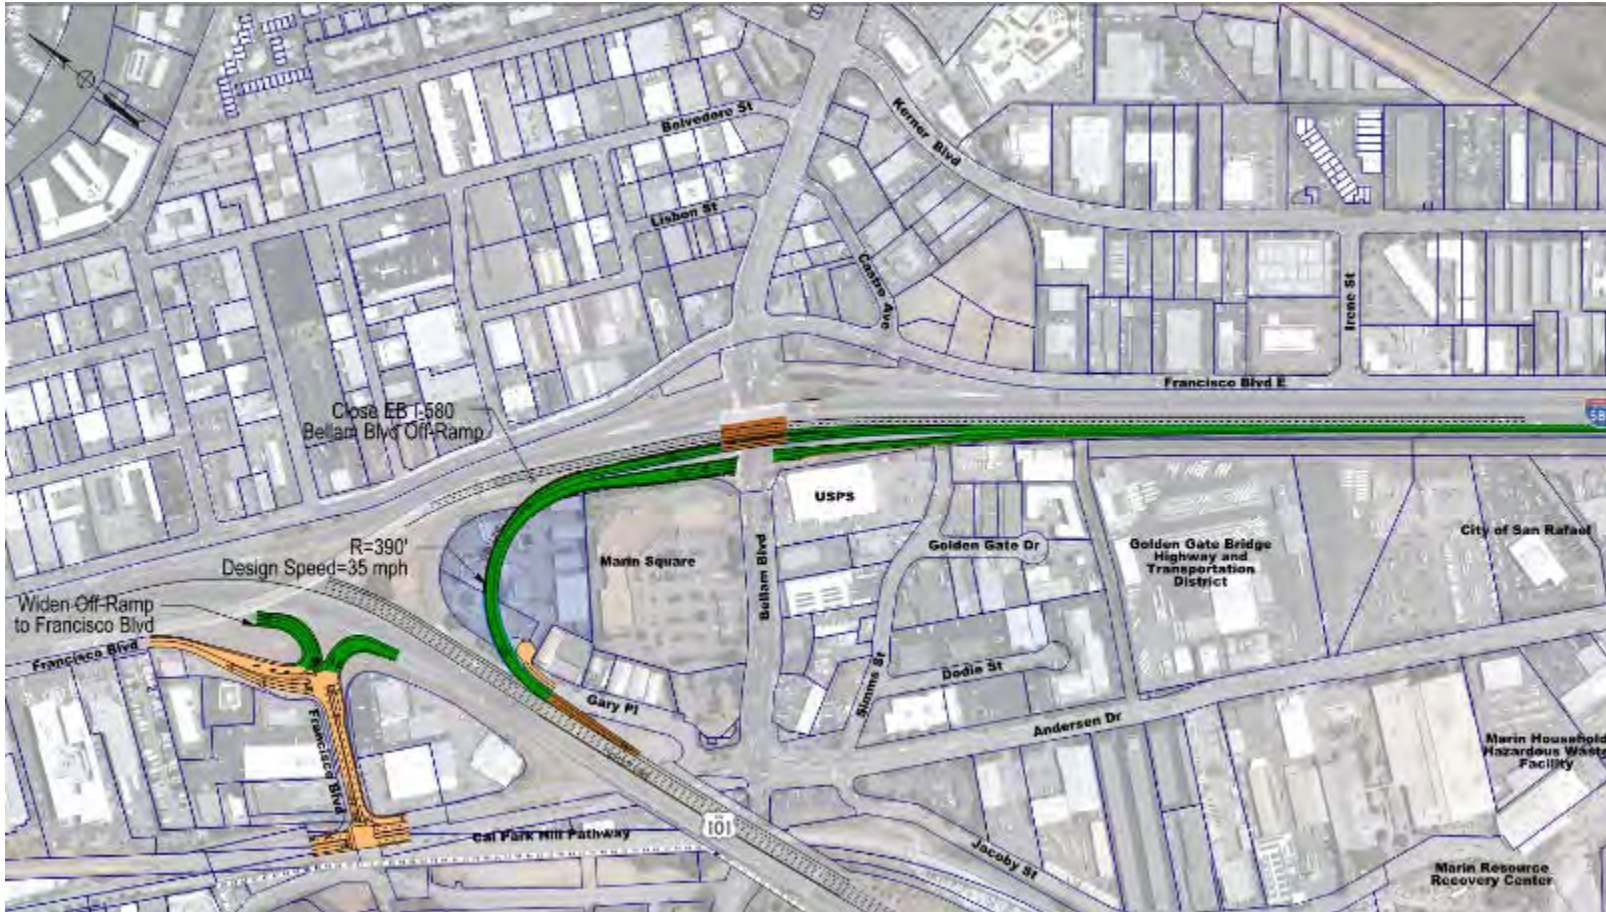 Belvedere St
Kerner Blvd
Lisbon St
Castro Ave
Irene St
Francisco Blvd E
580
Close EB I-580
Bellam Blvd Off-Ramp
USPS
City of San Rafael
R=390'
Design Speed=35 mph
Marin Square
Bellam Blvd
Golden Gate Dr
Golden Gate Bridge
Highway and
Transportation
District
Widen Off-Ramp
to Francisco Blvd
Francisco Blvd
Simms St
Dodie St
Gary Pl
Andersen Dr
Francisco Blvd
Marin Household
Hazardous Waste
Facility
101
Cal Park Hill Pathway
Jacoby St
Marin Resource
Recovery Center